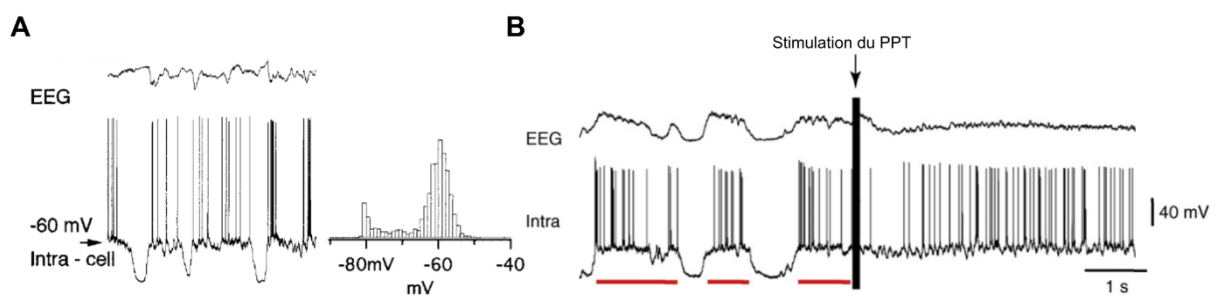 A
EEG
-60 mV
Intra - cell
-80mV
-60
-40
mV
B
Stimulation du PPT
EEG
Intra
40 mV
1 s